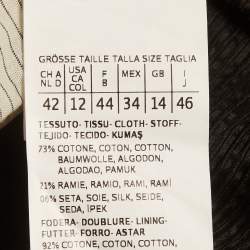 GRÖSSE TAILLE TALLA SIZE TAGLIA
CH A USA F MEX GB I
NL D CA COL B J
42 12 44 34 14 46
TESSUTO- TISSU- CLOTH- STOFF-
TEJIDO- TECIDO- KUMAŞ
73% COTONE, COTON, COTTON,
BAUMWOLLE, ALGODON,
ALGODAO, PAMUK
21% RAMIE, RAMIO, RAMI, RAMİ
06% SETA, SOIE, SILK, SEIDE,
SEDA, İPEK
FODERA- DOUBLURE- LINING-
FUTTER- FORRO- ASTAR
92% COTONE, COTON, COTTON,